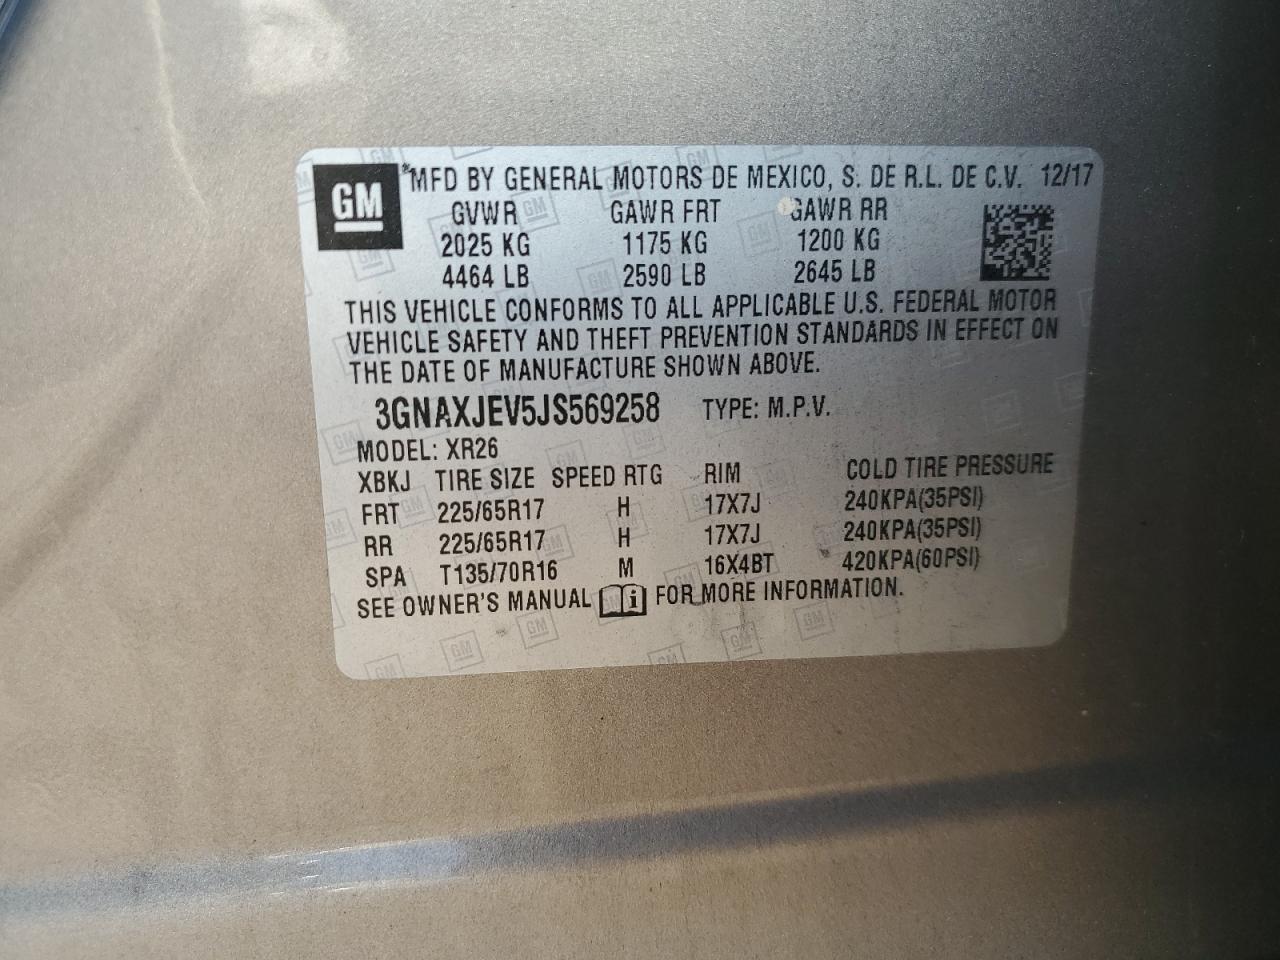 GM
*MFD BY GENERAL MOTORS DE MEXICO, S. DE R.L. DE C.V. 12/17
GVWR GAWR FRT GAWR RR
2025 KG 1175 KG 1200 KG
4464 LB 2590 LB 2645 LB
THIS VEHICLE CONFORMS TO ALL APPLICABLE U.S. FEDERAL MOTOR
VEHICLE SAFETY AND THEFT PREVENTION STANDARDS IN EFFECT ON
THE DATE OF MANUFACTURE SHOWN ABOVE.
3GNAXJEV5JS569258 TYPE: M.P.V.
MODEL: XR26
XBKJ TIRE SIZE SPEED RTG RIM COLD TIRE PRESSURE
FRT 225/65R17 H 17X7J 240KPA(35PSI)
RR 225/65R17 H 17X7J 240KPA(35PSI)
SPA T135/70R16 M 16X4BT 420KPA(60PSI)
SEE OWNER'S MANUAL i FOR MORE INFORMATION.